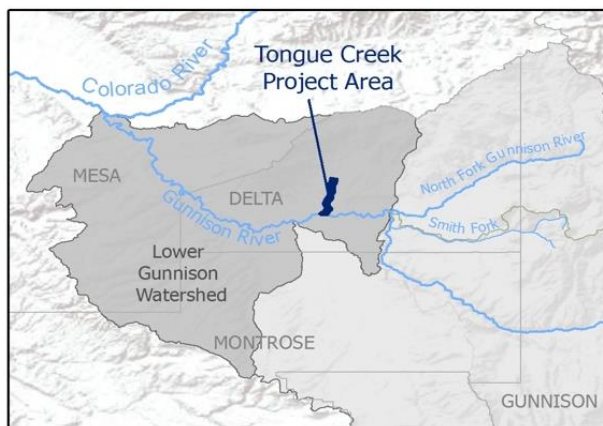 Tongue Creek
Project Area
Colorado River
North Fork Gunnison River
MESA
DELTA
Gunnison River
Smith Fork
Lower
Gunnison
Watershed
MONTROSE
GUNNISON